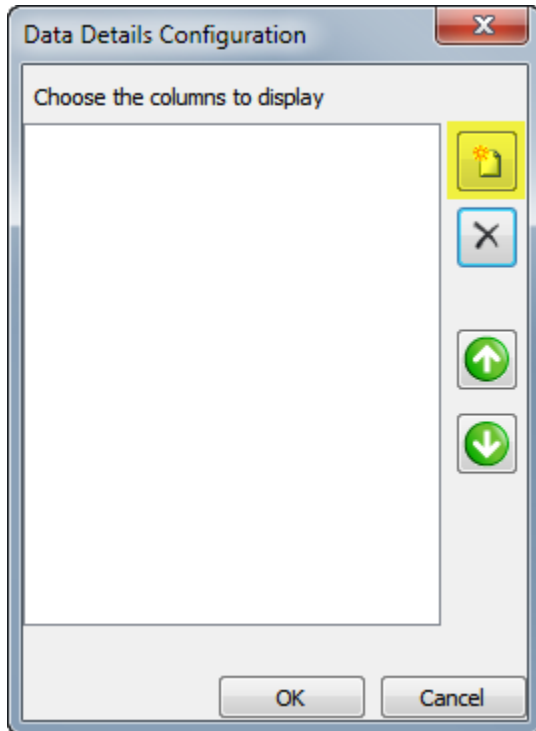 Data Details Configuration
Choose the columns to display
OK
Cancel